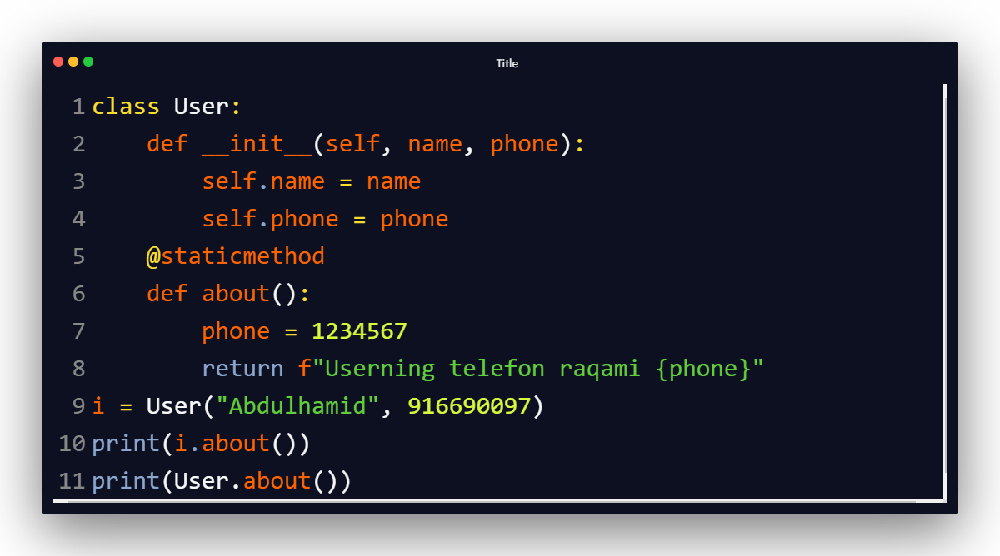 Title
1 class User:
2     def __init__(self, name, phone):
3         self.name = name
4         self.phone = phone
5     @staticmethod
6     def about():
7         phone = 1234567
8         return f"Userning telefon raqami {phone}"
9 i = User("Abdulhamid", 916690097)
10 print(i.about())
11 print(User.about())